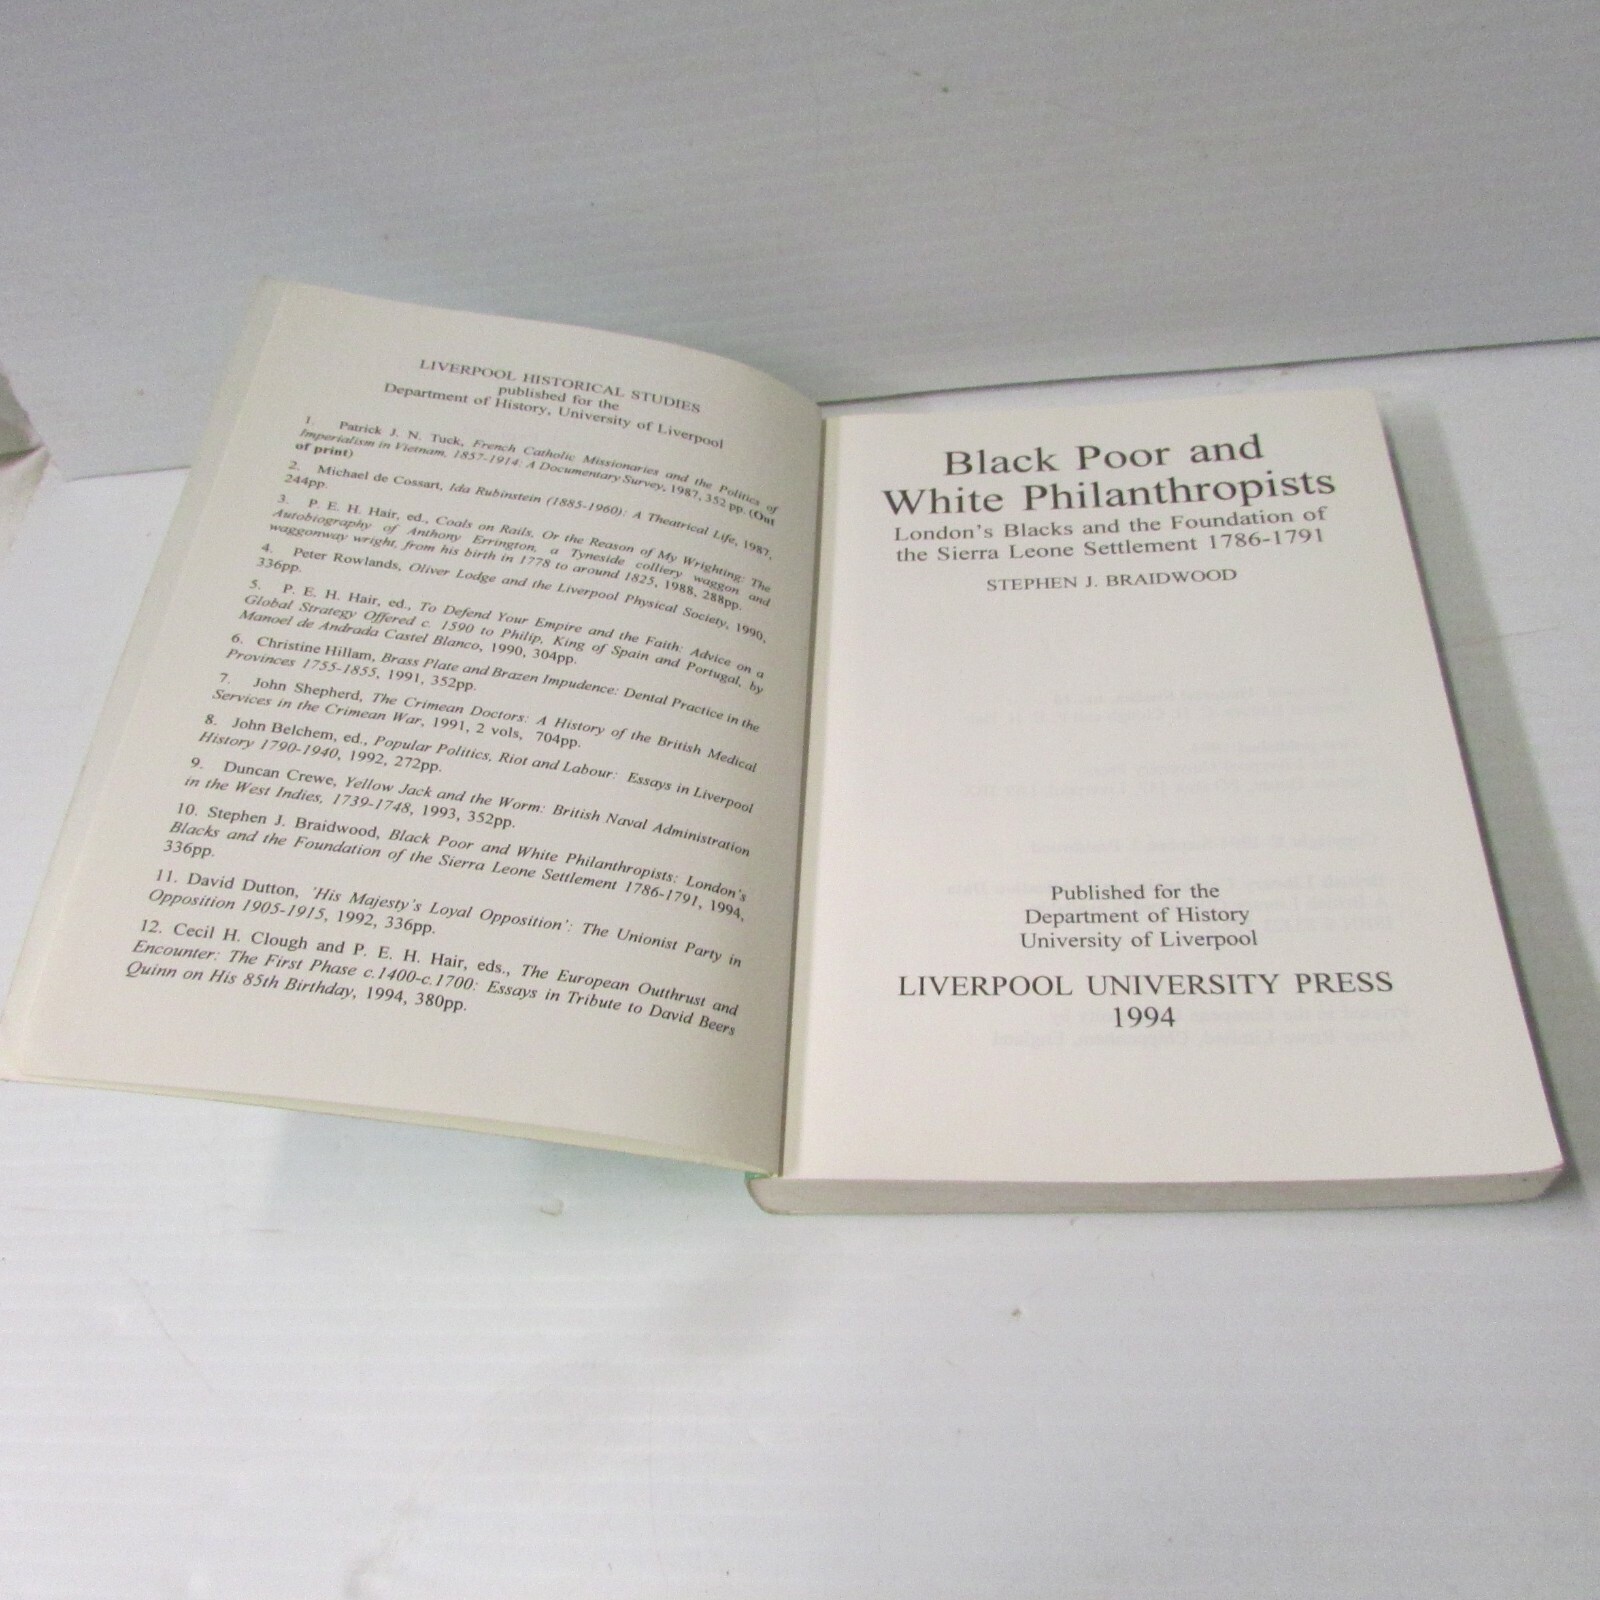 LIVERPOOL HISTORICAL STUDIES
published for the
Department of History, University of Liverpool
1. Patrick J. N. Tuck, French Catholic Missionaries and the Politics of
Imperialism in Vietnam, 1857-1914: A Documentary Survey, 1987, 352 pp. (Out
of print)
2. Michael de Cossart, Ida Rubinstein (1885-1960): A Theatrical Life, 1987,
244pp.
3. P. E. H. Hair, ed., Coals on Rails, Or the Reason of My Wrighting: The
Autobiography of Anthony Errington, a Tyneside colliery waggon and
waggonway wright, from his birth in 1778 to around 1825, 1988, 288pp.
4. Peter Rowlands, Oliver Lodge and the Liverpool Physical Society, 1990,
336pp.
5. P. E. H. Hair, ed., To Defend Your Empire and the Faith: Advice on a
Global Strategy Offered c. 1590 to Philip, King of Spain and Portugal, by
Manoel de Andrada Castel Blanco, 1990, 304pp.
6. Christine Hillam, Brass Plate and Brazen Impudence: Dental Practice in the
Provinces 1755-1855, 1991, 352pp.
7. John Shepherd, The Crimean Doctors: A History of the British Medical
Services in the Crimean War, 1991, 2 vols, 704pp.
8. John Belchem, ed., Popular Politics, Riot and Labour: Essays in Liverpool
History 1790-1940, 1992, 272pp.
9. Duncan Crewe, Yellow Jack and the Worm: British Naval Administration
in the West Indies, 1739-1748, 1993, 352pp.
10. Stephen J. Braidwood, Black Poor and White Philanthropists: London's
Blacks and the Foundation of the Sierra Leone Settlement 1786-1791, 1994,
336pp.
11. David Dutton, 'His Majesty's Loyal Opposition': The Unionist Party in
Opposition 1905-1915, 1992, 336pp.
12. Cecil H. Clough and P. E. H. Hair, eds., The European Outthrust and
Encounter: The First Phase c.1400-c.1700: Essays in Tribute to David Beers
Quinn on His 85th Birthday, 1994, 380pp.
Black Poor and
White Philanthropists
London's Blacks and the Foundation of
the Sierra Leone Settlement 1786-1791
STEPHEN J. BRAIDWOOD
Published for the
Department of History
University of Liverpool
LIVERPOOL UNIVERSITY PRESS
1994